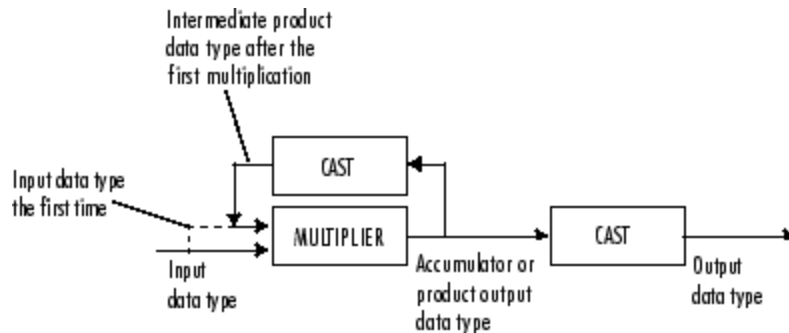 Intermediate product
data type after the
first multiplication
CAST
Input data type
the first time
MULTIPLIER
CAST
Input
data type
Accumulator or
product output
data type
Output
data type